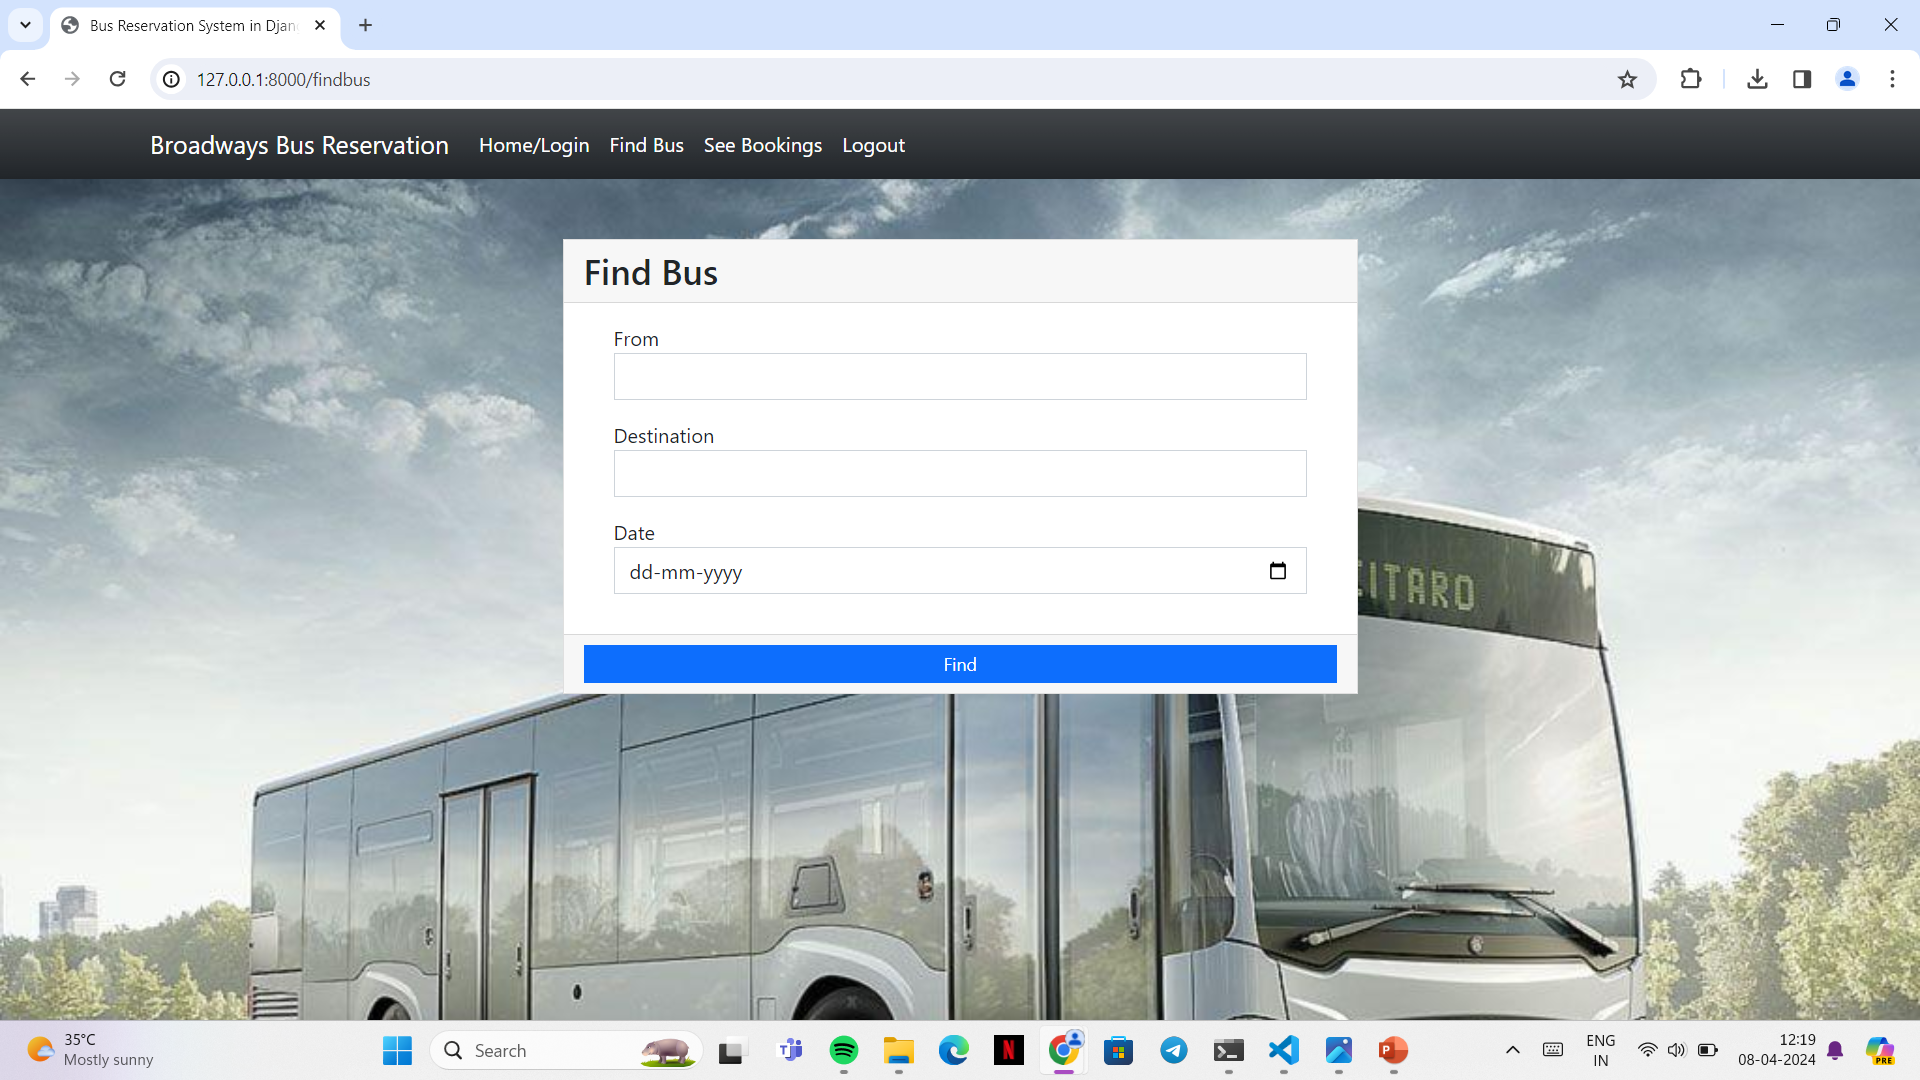 Bus Reservation System in Djan
127.0.0.1:8000/findbus
Broadways Bus Reservation Home/Login Find Bus See Bookings Logout
Find Bus
From
Destination
Date
dd-mm-yyyy
Find
CITARO
35°C
Mostly sunny
Search
N
T
P
ENG
IN
12:19
08-04-2024
PRE